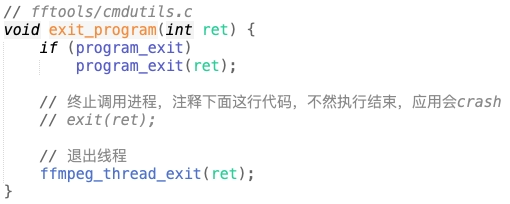 // fftools/cmdutils.c
void exit_program(int ret) {
    if (program_exit)
        program_exit(ret);

    // 终止调用进程，注释下面这行代码，不然执行结束，应用会crash
    // exit(ret);

    // 退出线程
    ffmpeg_thread_exit(ret);
}